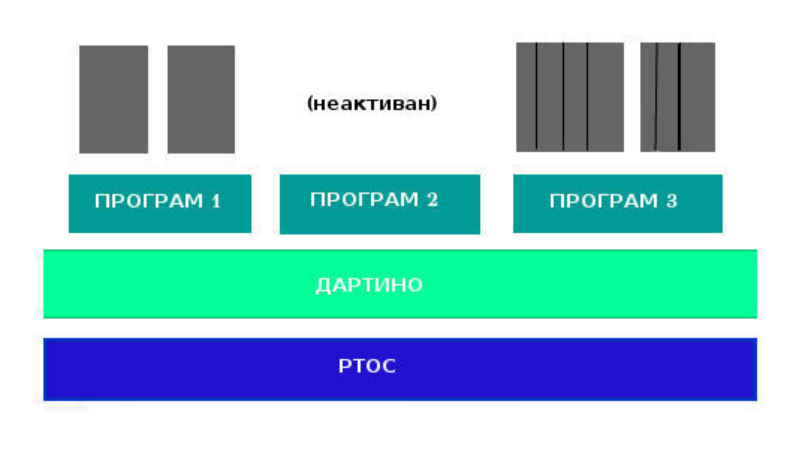 (неактиван)
ПРОГРАМ 1
ПРОГРАМ 2
ПРОГРАМ 3
ДАРТИНО
РТОС